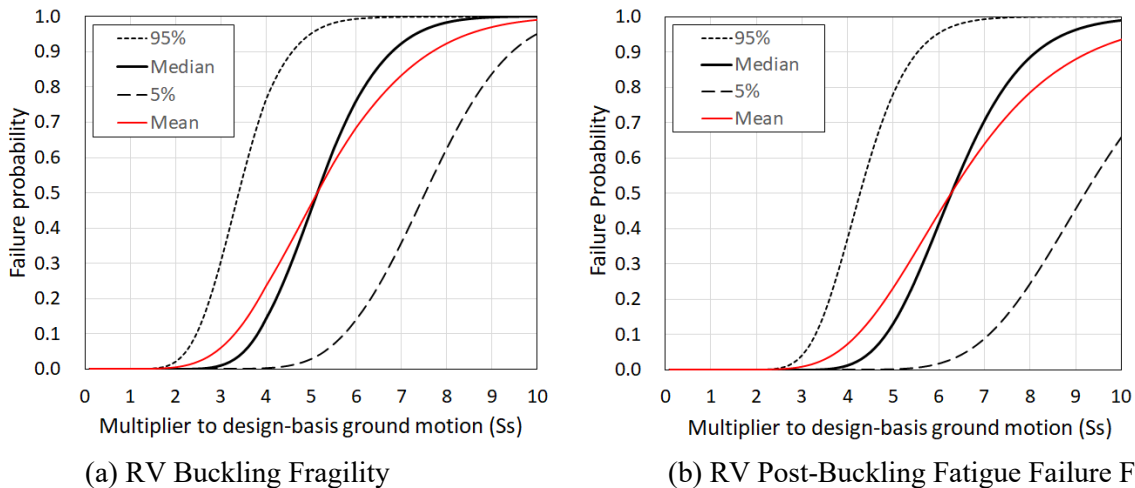 1.0
0.9
0.8
0.7
0.6
0.5
0.4
0.3
0.2
0.1
0.0
Failure probability
95%
Median
5%
Mean
0 1 2 3 4 5 6 7 8 9 10
Multiplier to design-basis ground motion (Ss)
(a) RV Buckling Fragility
1.0
0.9
0.8
0.7
0.6
0.5
0.4
0.3
0.2
0.1
0.0
Failure Probability
95%
Median
5%
Mean
0 1 2 3 4 5 6 7 8 9 10
Multiplier to design-basis ground motion (Ss)
(b) RV Post-Buckling Fatigue Failure F